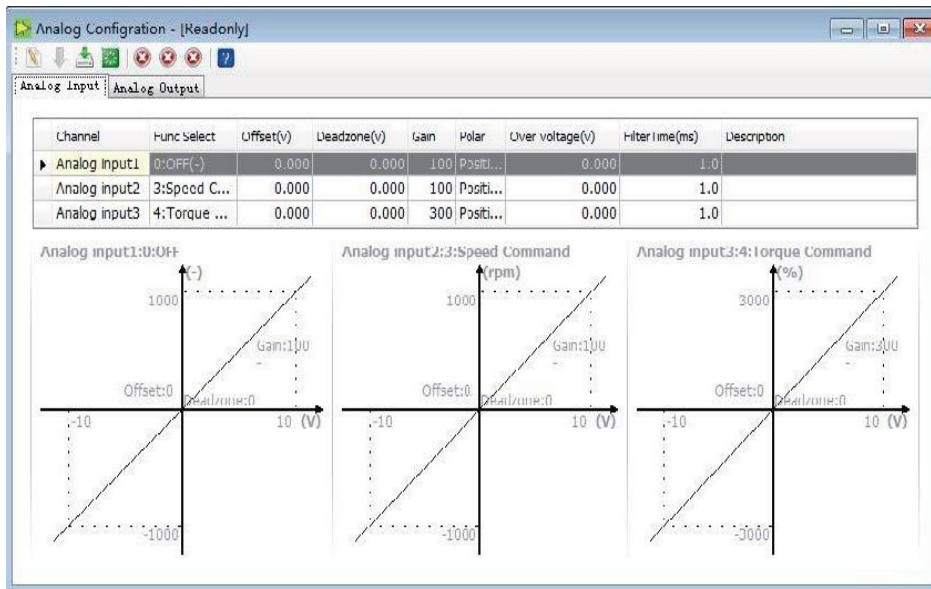 Analog Configration - [Readonly]
?
Analog Input Analog Output
Channel Func Select Offset(V) Deadzone(V) Gain Polar Over voltage(V) FilterTime(ms) Description
Analog input1 0:OFF(-) 0.000 0.000 100 Positi... 0.000 1.0
Analog input2 3:Speed C... 0.000 0.000 100 Positi... 0.000 1.0
Analog input3 4:Torque ... 0.000 0.000 300 Positi... 0.000 1.0
Analog input1:0:OFF Analog input2:3:Speed Command Analog input3:4:Torque Command
(-) (rpm) (%)
1000 1000 3000
Gain:100 Gain:100 Gain:300
- - -
Offset:0 Offset:0 Offset:0
Deadzone:0 Deadzone:0 Deadzone:0
-10 10 (V) -10 10 (V) -10 10 (V)
-1000 -1000 -3000